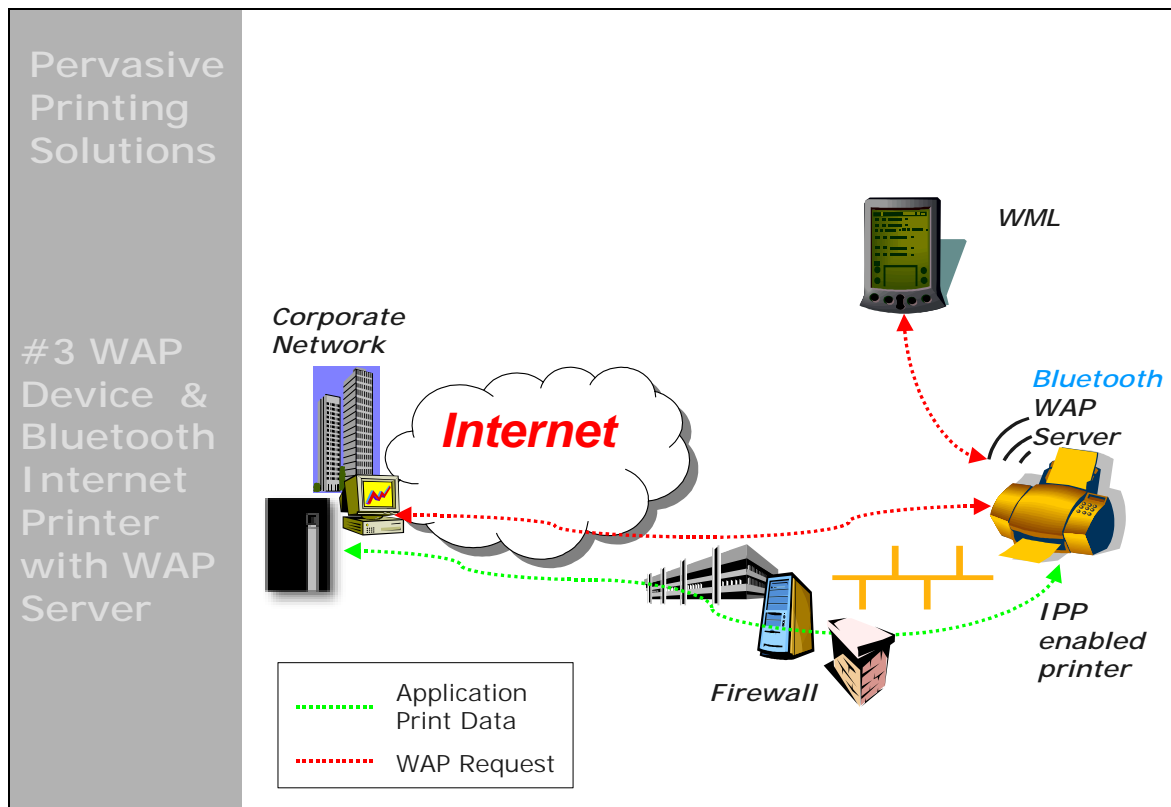 Pervasive
Printing
Solutions
#3 WAP
Device &
Bluetooth
Internet
Printer
with WAP
Server
WML
Corporate
Network
Internet
Bluetooth
WAP
Server
IPP
enabled
printer
Firewall
Application
Print Data
WAP Request